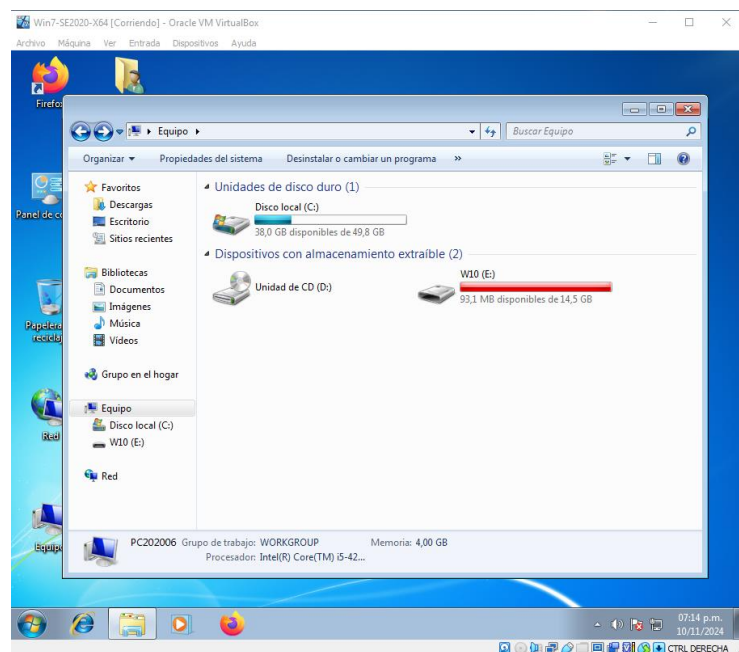 Win7-SE2020-X64 [Corriendo] - Oracle VM VirtualBox
Archivo Máquina Ver Entrada Dispositivos Ayuda
Firefox
Equipo
Buscar Equipo
Organizar Propiedades del sistema Desinstalar o cambiar un programa »
Favoritos
Descargas
Escritorio
Sitios recientes
Bibliotecas
Documentos
Imágenes
Música
Vídeos
Grupo en el hogar
Equipo
Disco local (C:)
W10 (E:)
Red
Unidades de disco duro (1)
Disco local (C:)
38,0 GB disponibles de 49,8 GB
Dispositivos con almacenamiento extraíble (2)
Unidad de CD (D:)
W10 (E:)
93,1 MB disponibles de 14,5 GB
Panel de co
Papelera
recicla
Red
Equip
PC202006 Grupo de trabajo: WORKGROUP Memoria: 4,00 GB
Procesador: Intel(R) Core(TM) i5-42...
07:14 p.m.
10/11/2024
CTRL DERECHA